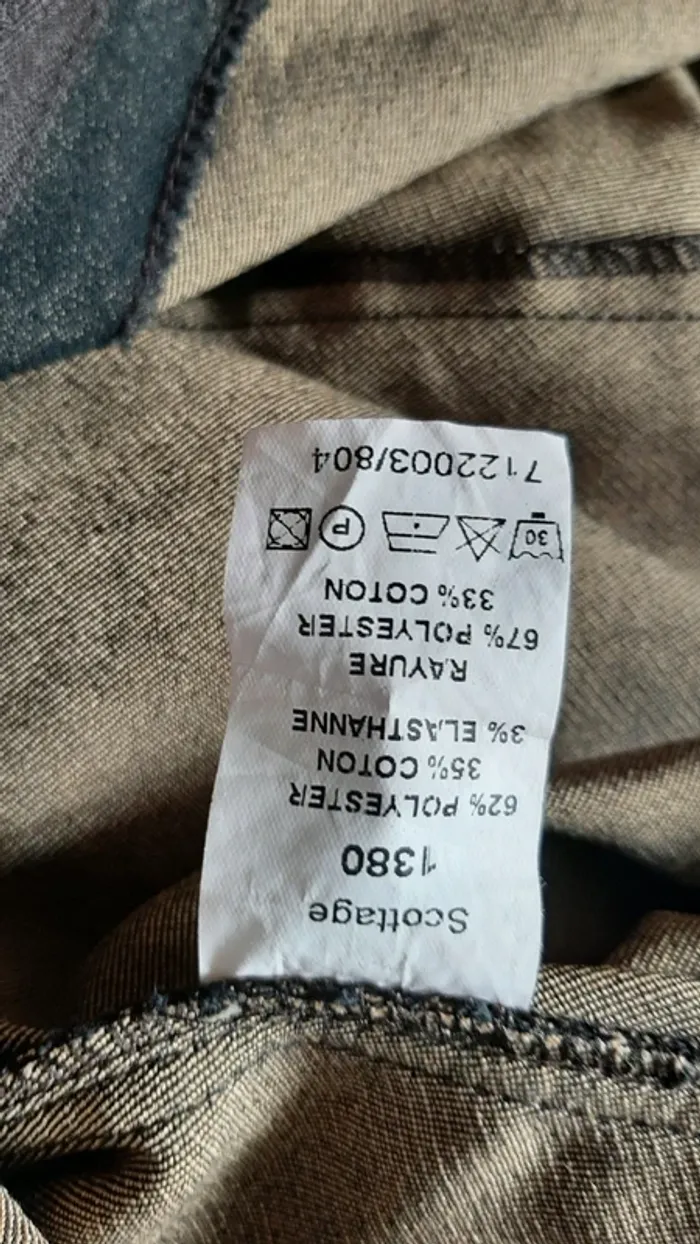 Scottage
1380
62% POLYESTER
35% COTON
3% ELASTHANNE
RAYURE
67% POLYESTER
33% COTON
30 P
7122003/804